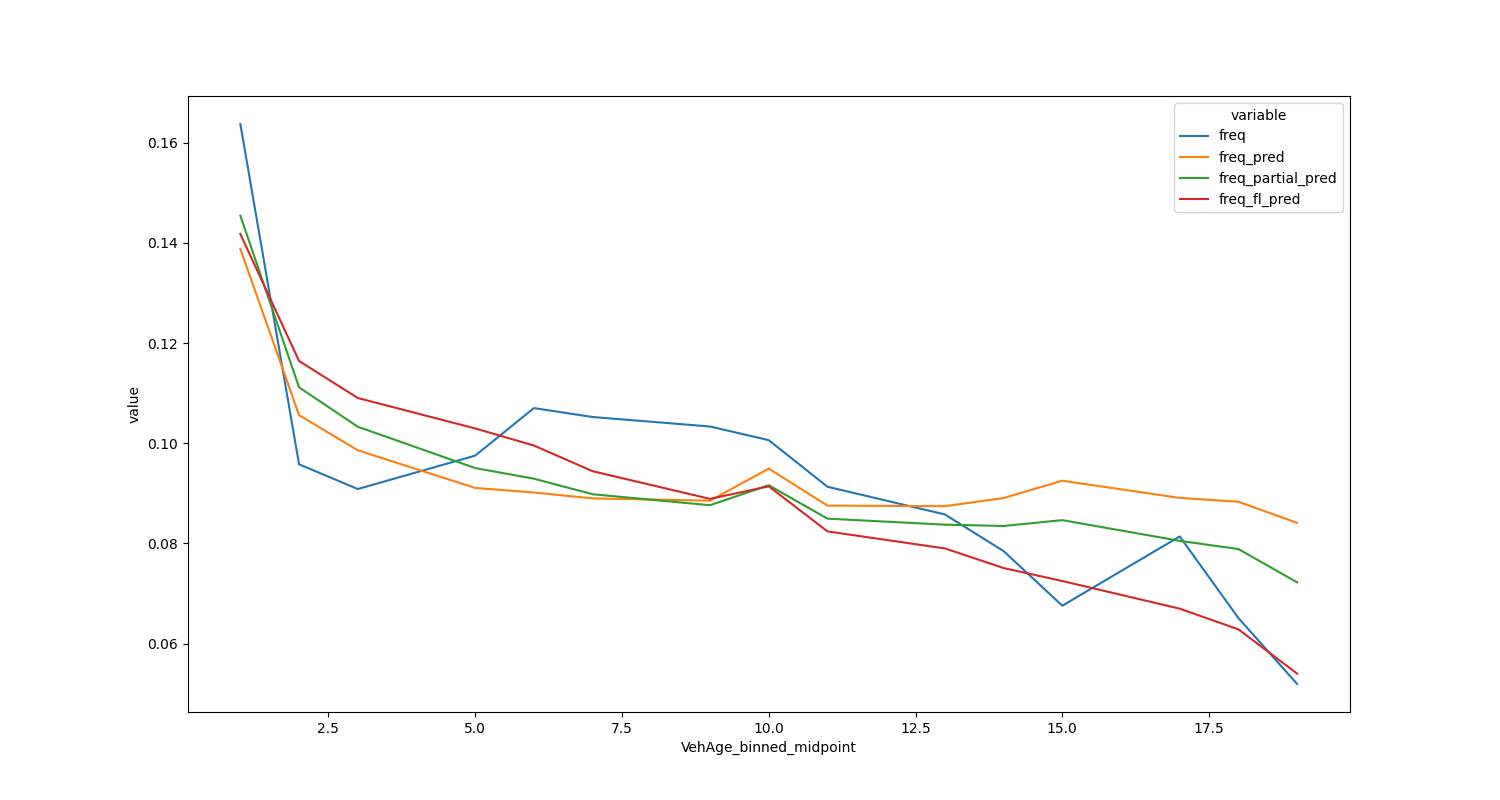 variable
freq
freq_pred
freq_partial_pred
freq_fl_pred
0.16
0.14
0.12
0.10
0.08
0.06
value
2.5
5.0
7.5
10.0
12.5
15.0
17.5
VehAge_binned_midpoint